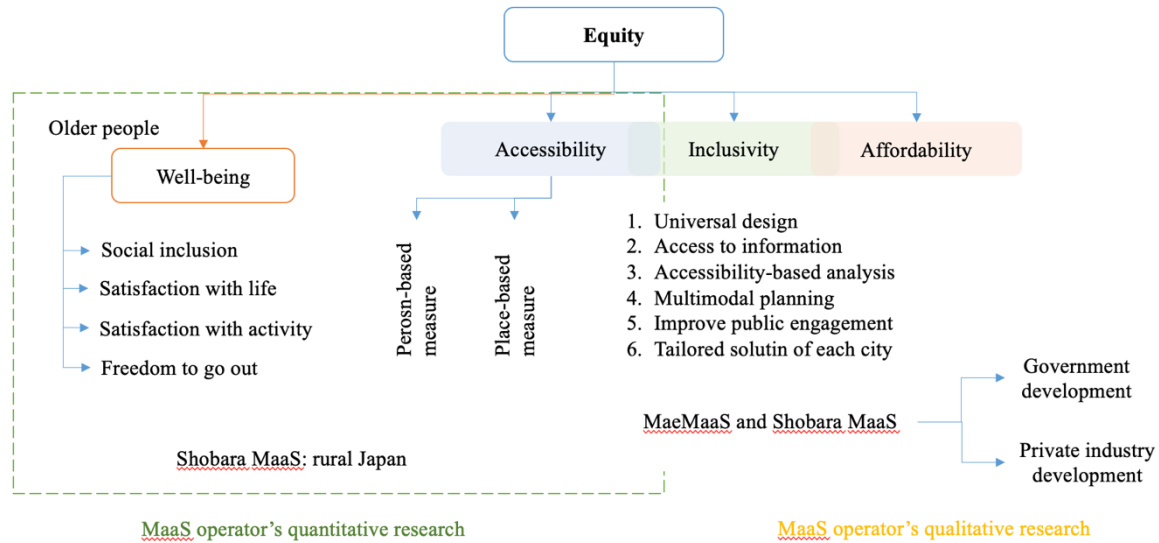 Equity
Older people
Well-being
Accessibility
Inclusivity
Affordability
Social inclusion
Satisfaction with life
Satisfaction with activity
Freedom to go out
Perosn-based
measure
Place-based
measure
1. Universal design
2. Access to information
3. Accessibility-based analysis
4. Multimodal planning
5. Improve public engagement
6. Tailored solutin of each city
MaeMaaS and Shobara MaaS
Government
development
Private industry
development
Shobara MaaS: rural Japan
MaaS operator’s quantitative research
MaaS operator’s qualitative research